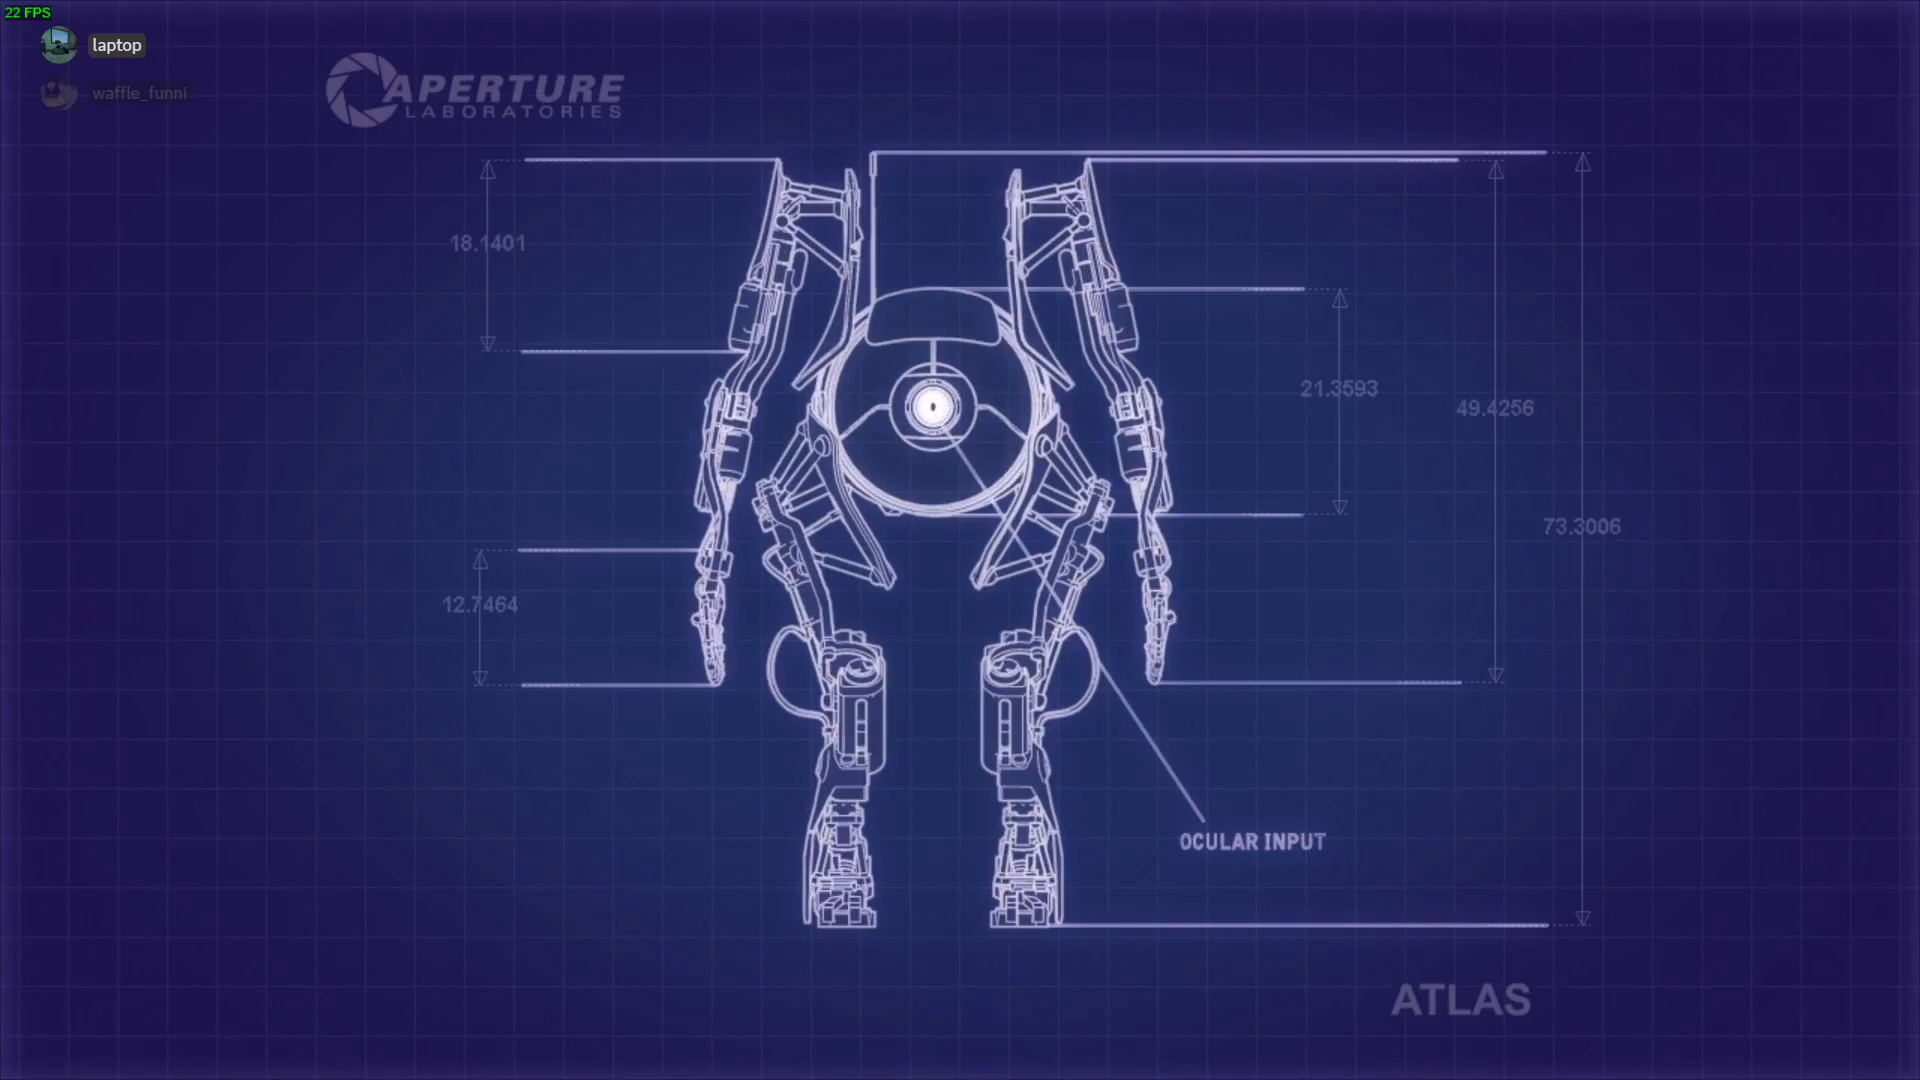 22 FPS
laptop
waffle_funni
APERTURE
LABORATORIES
18.1401
21.3593
49.4256
73.3006
12.7464
OCULAR INPUT
ATLAS